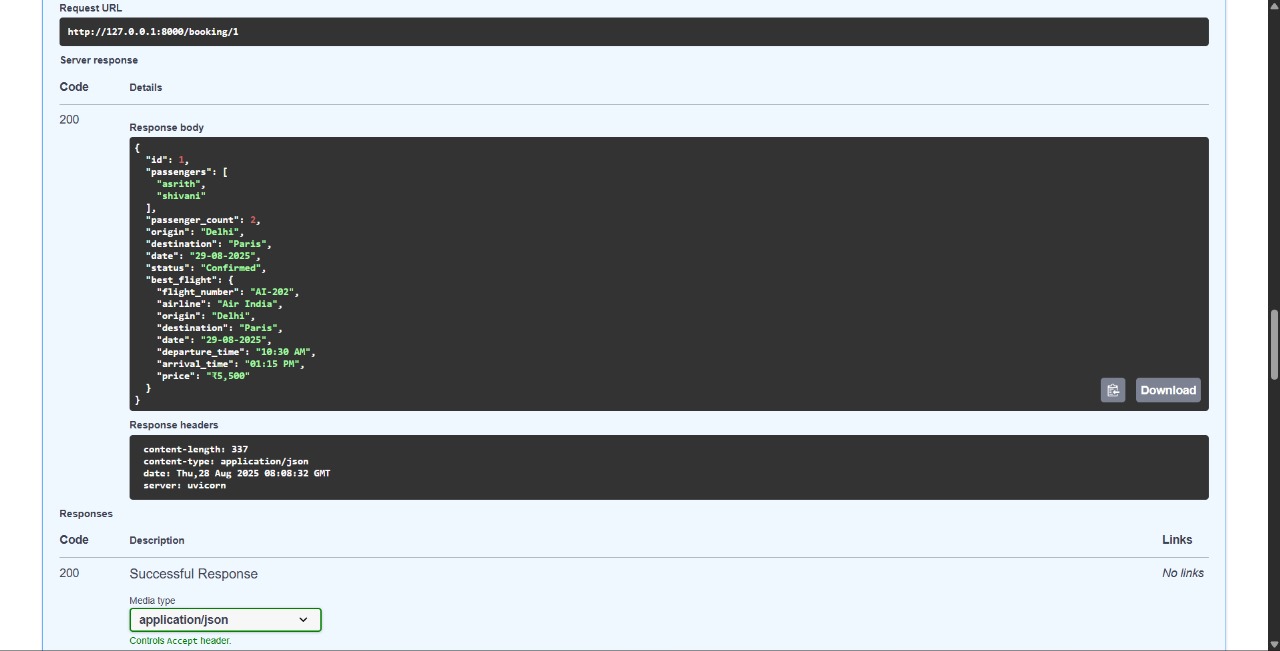 Request URL
http://127.0.0.1:8000/booking/1
Server response
Code Details
200
Response body
{
  "id": 1,
  "passengers": [
    "asrith",
    "shivani"
  ],
  "passenger_count": 2,
  "origin": "Delhi",
  "destination": "Paris",
  "date": "29-08-2025",
  "status": "Confirmed",
  "best_flight": {
    "flight_number": "AI-202",
    "airline": "Air India",
    "origin": "Delhi",
    "destination": "Paris",
    "date": "29-08-2025",
    "departure_time": "10:30 AM",
    "arrival_time": "01:15 PM",
    "price": "₹5,500"
  }
}
Download
Response headers
content-length: 337
content-type: application/json
date: Thu,28 Aug 2025 08:08:32 GMT
server: uvicorn
Responses
Code Description Links
200 Successful Response No links
Media type
application/json
Controls Accept header.